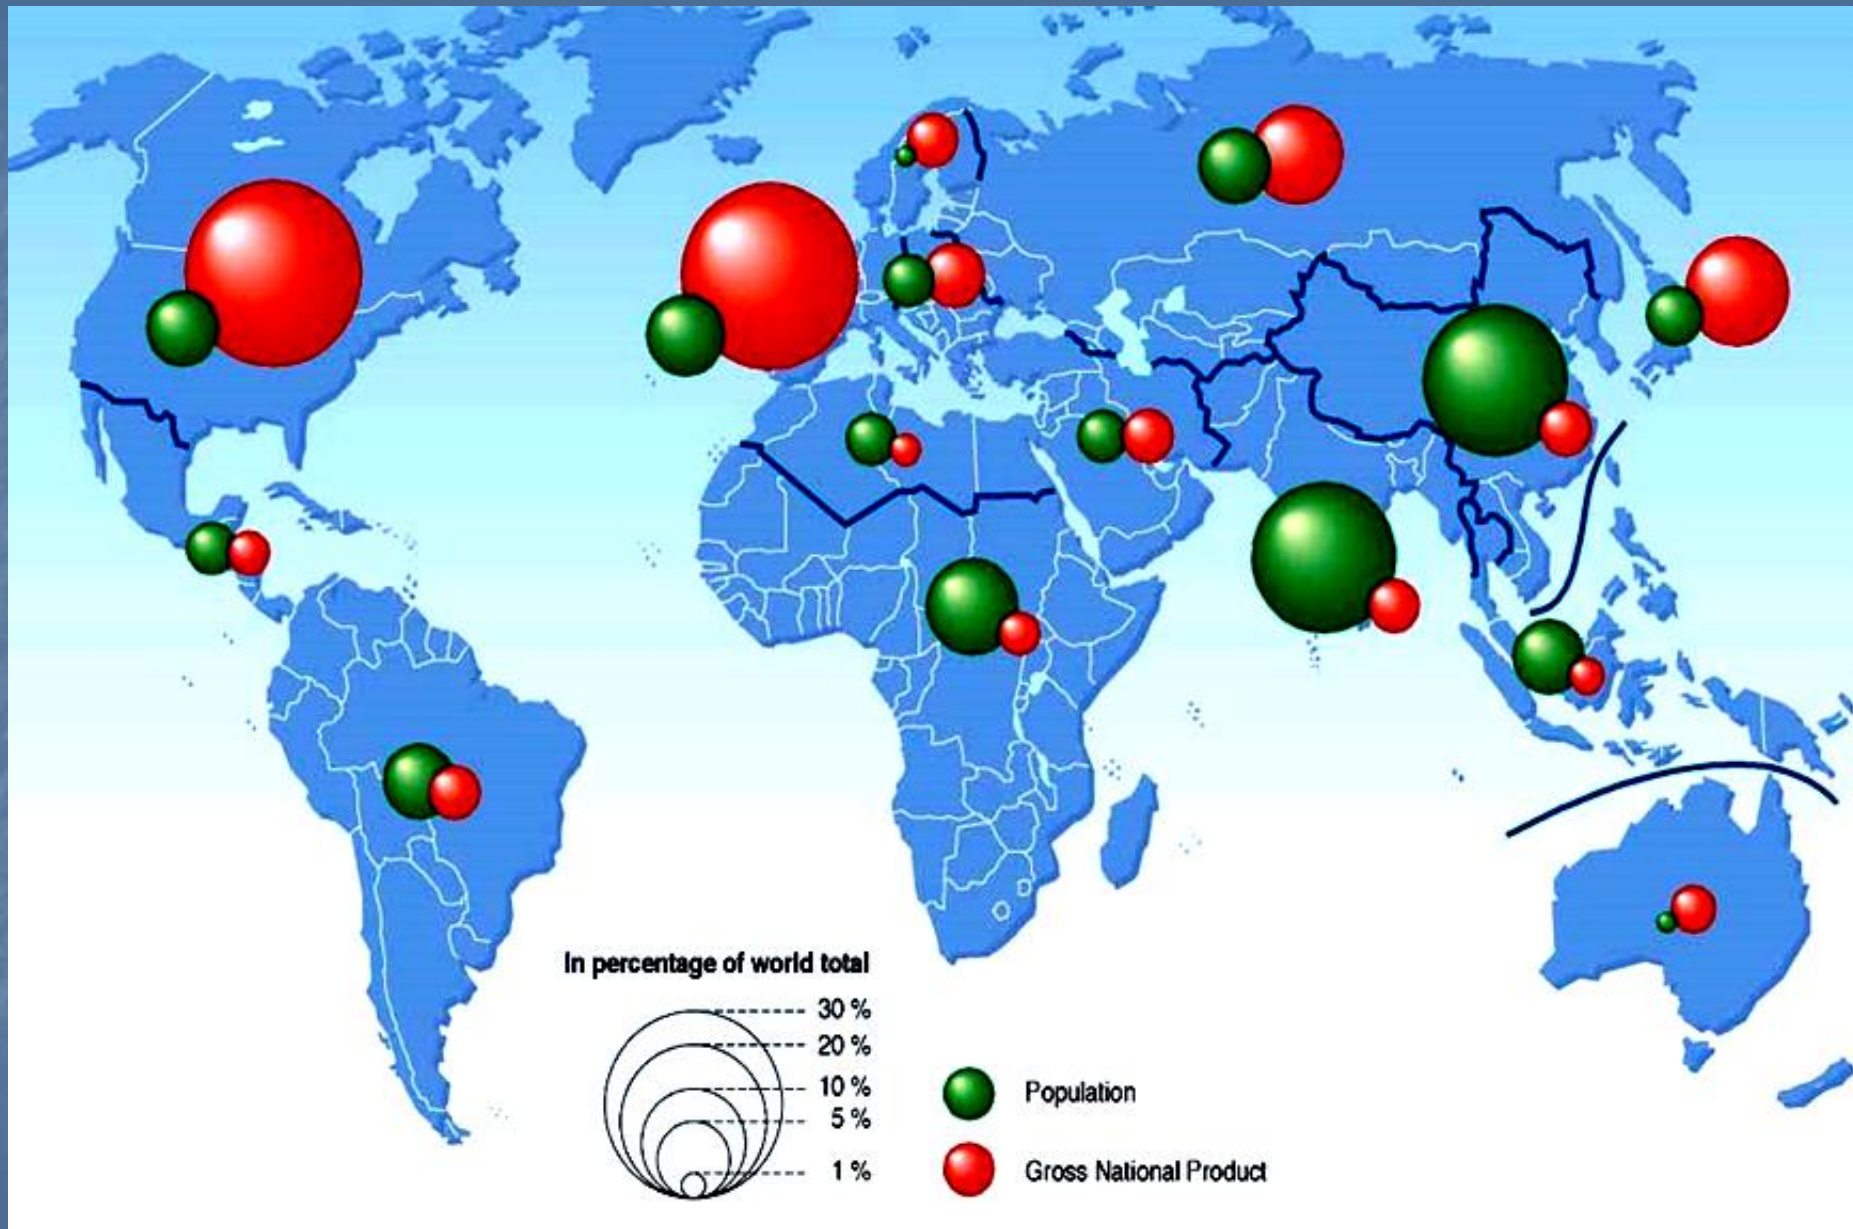 In percentage of world total
30 %
20 %
10 %
5 %
1 %
Population
Gross National Product